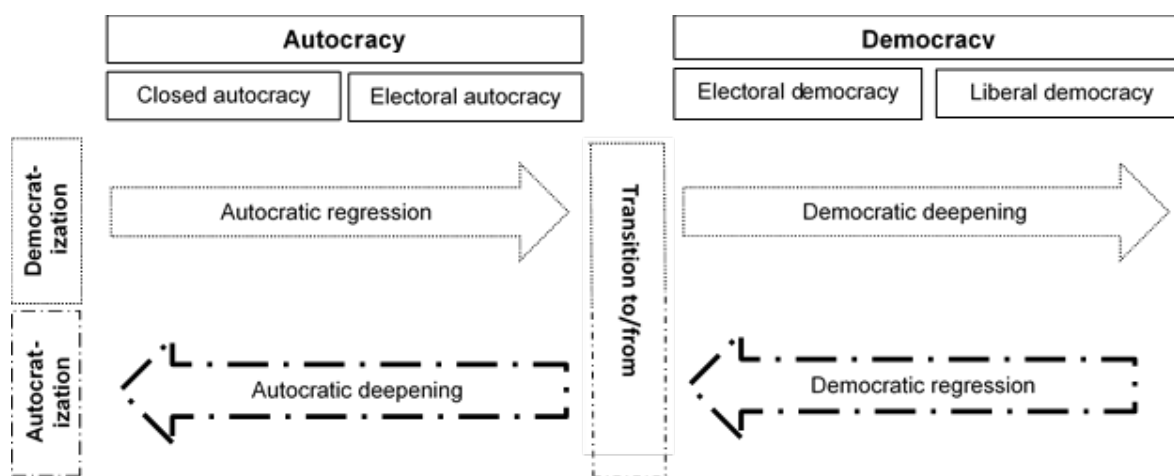 Autocracy
Democracv
Closed autocracy
Electoral autocracy
Electoral democracy
Liberal democracy
Democrat-
ization
Autocratic regression
Transition to/from
Democratic deepening
Autocrat-
ization
Autocratic deepening
Democratic regression